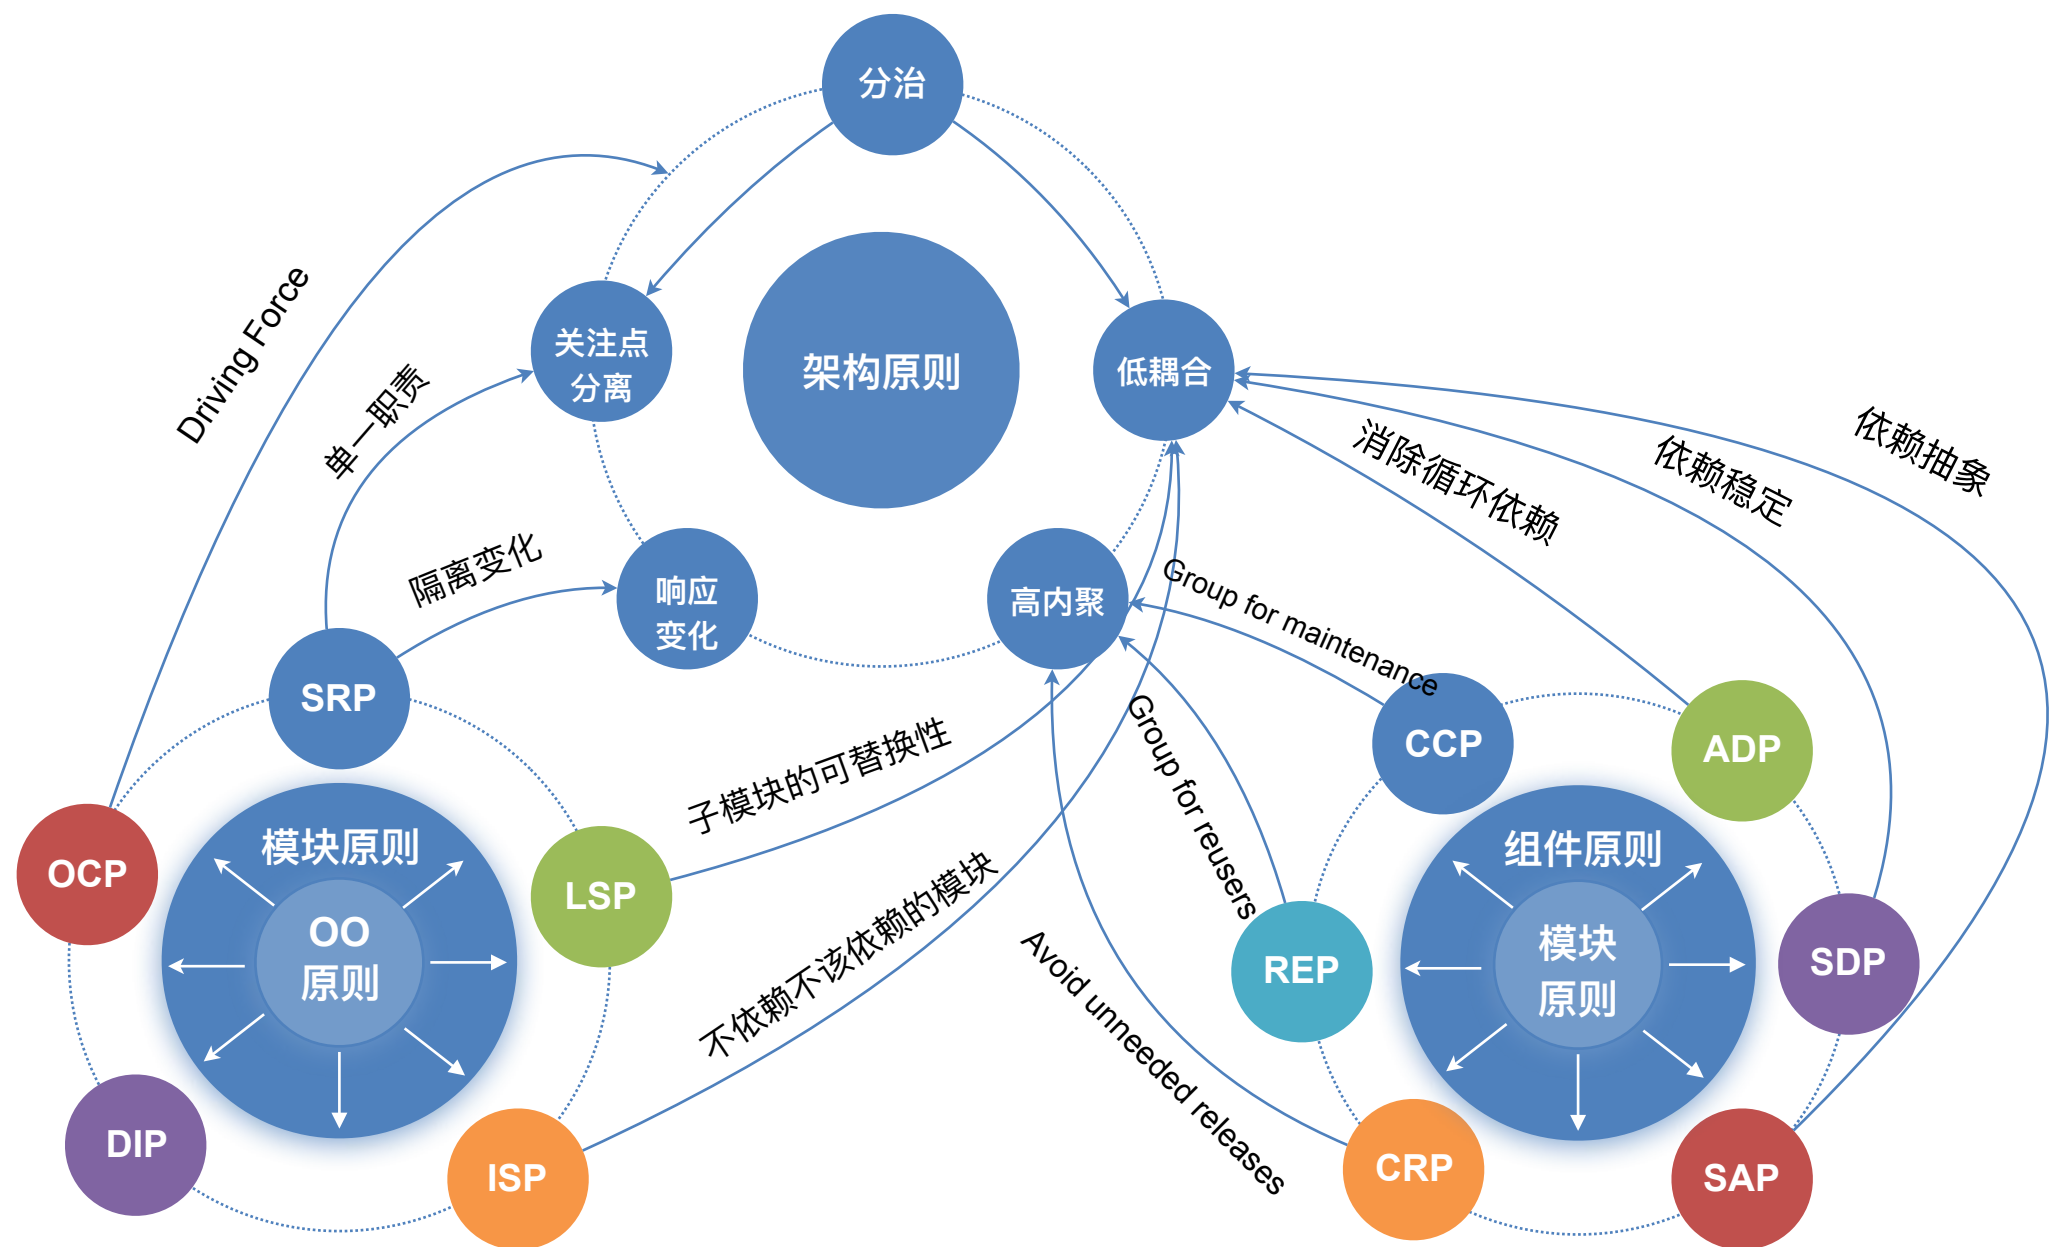 分治
Driving Force
关注点
分离
架构原则
低耦合
单一职责
隔离变化
响应
变化
高内聚
消除循环依赖
依赖稳定
依赖抽象
Group for maintenance
Group for reusers
Avoid unneeded releases
子模块的可替换性
不依赖不该依赖的模块
SRP
OCP
模块原则
OO
原则
LSP
DIP
ISP
CCP
ADP
组件原则
模块
原则
REP
SDP
CRP
SAP